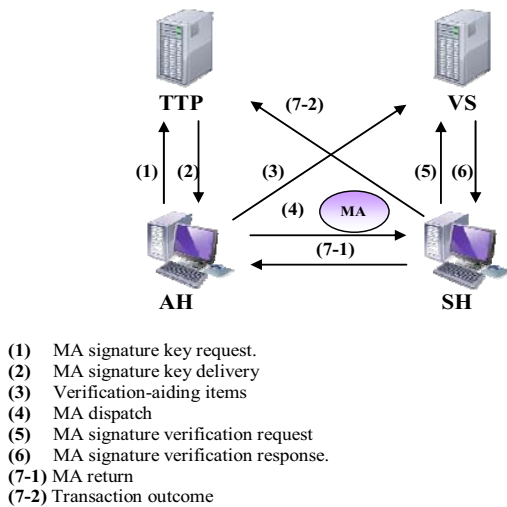 TTP
VS
(7-2)
(1)
(2)
(3)
(5)
(6)
(4)
MA
(7-1)
AH
SH
(1) MA signature key request.
(2) MA signature key delivery
(3) Verification-aiding items
(4) MA dispatch
(5) MA signature verification request
(6) MA signature verification response.
(7-1) MA return
(7-2) Transaction outcome